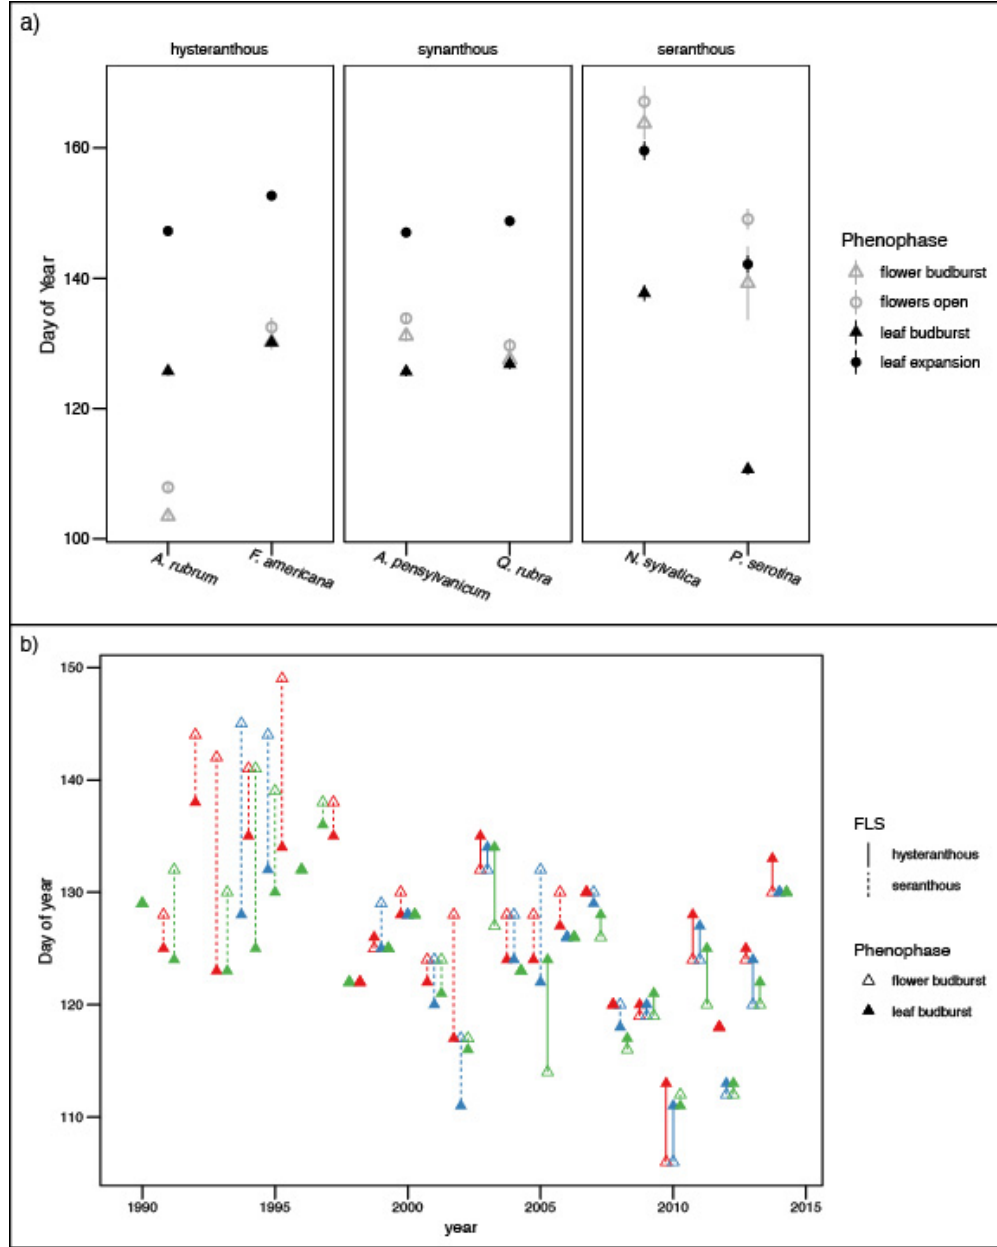 a)
hysteranthous synanthous seranthous
160
140
120
100
Day of Year
A. rubrum F. americana A. pensylvanicum Q. rubra N. sylvatica P. serotina
Phenophase
flower budburst
flowers open
leaf budburst
leaf expansion
b)
150
140
130
120
110
Day of year
1990 1995 2000 2005 2010 2015
year
FLS
hysteranthous
seranthous
Phenophase
flower budburst
leaf budburst